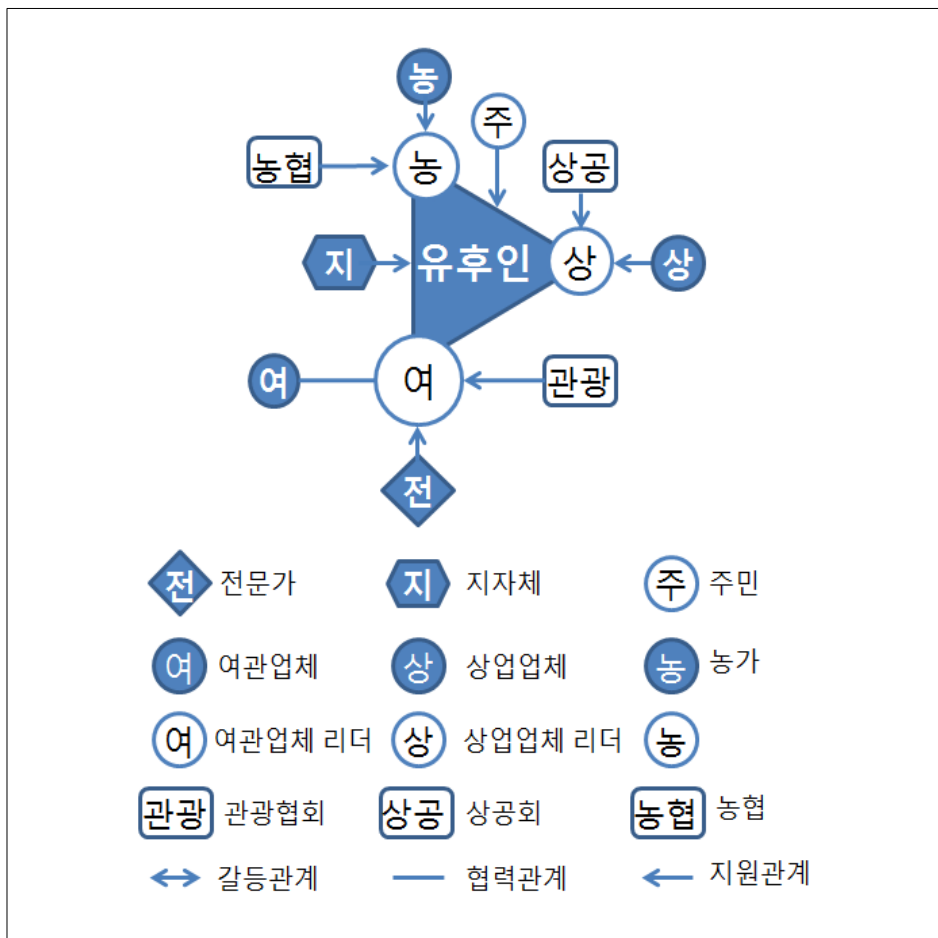 농
주
농협
농
상공
지
유후인
상
상
여
여
관광
전
전 전문가
지 지자체
주 주민
여 여관업체
상 상업업체
농 농가
여 여관업체 리더
상 상업업체 리더
농
관광 관광협회
상공 상공회
농협 농협
갈등관계
협력관계
지원관계